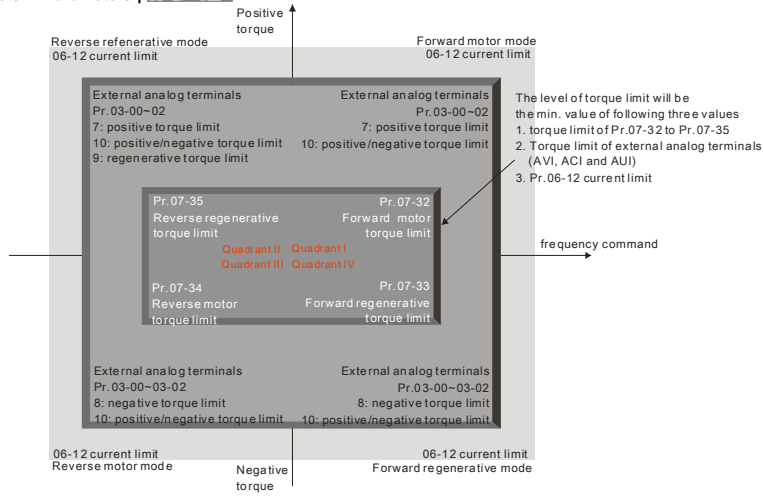 Positive
torque
Reverse refenerative mode
06-12 current limit
Forward motor mode
06-12 current limit
External analog terminals
Pr.03-00~02
7: positive torque limit
10: positive/negative torque limit
9: regenerative torque limit
External analog terminals
Pr.03-00~02
7: positive torque limit
10: positive/negative torque limit
The level of torque limit will be
the min. value of following three values
1. torque limit of Pr.07-32 to Pr.07-35
2. Torque limit of external analog terminals
(AVI, ACI and AUI)
3. Pr.06-12 current limit
Pr.07-35
Reverse regenerative
torque limit
Pr.07-32
Forward motor
torque limit
Quadrant II Quadrant I
Quadrant III Quadrant IV
frequency command
Pr.07-34
Reverse motor
torque limit
Pr.07-33
Forward regenerative
torque limit
External analog terminals
Pr.03-00~03-02
8: negative torque limit
10: positive/negative torque limit
External analog terminals
Pr.03-00~03-02
8: negative torque limit
10: positive/negative torque limit
06-12 current limit
Reverse motor mode
06-12 current limit
Forward regenerative mode
Negative
torque